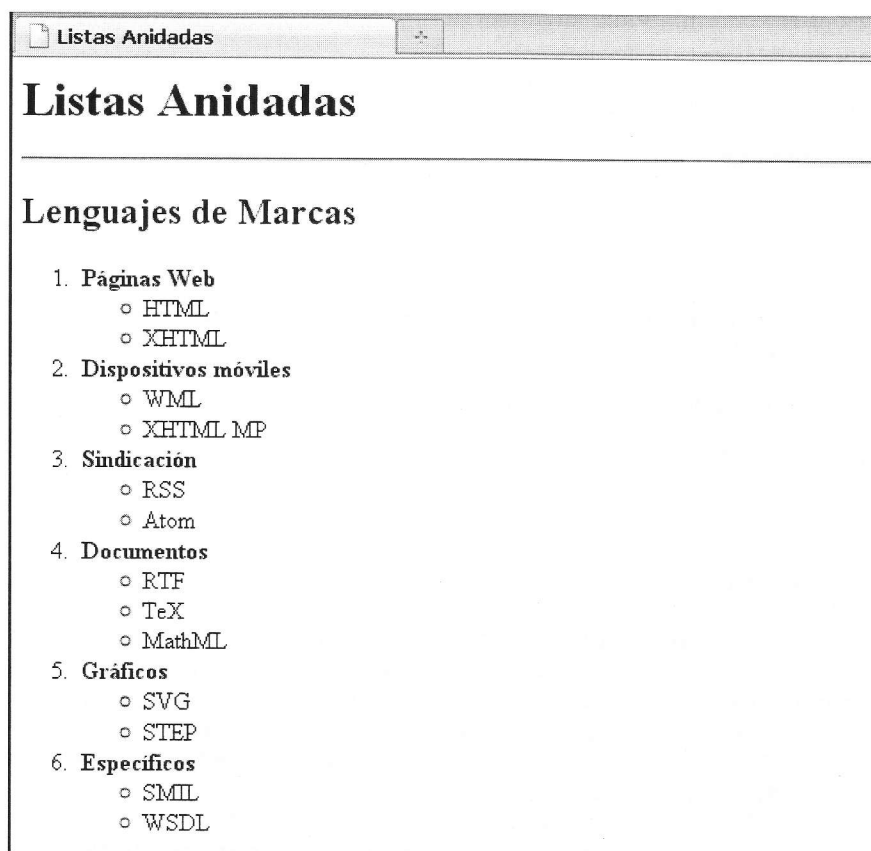 Listas Anidadas
Listas Anidadas
Lenguajes de Marcas
1. Páginas Web
HTML
XHTML
2. Dispositivos móviles
WML
XHTML MP
3. Sindicación
RSS
Atom
4. Documentos
RTF
TeX
MathML
5. Gráficos
SVG
STEP
6. Específicos
SMIL
WSDL